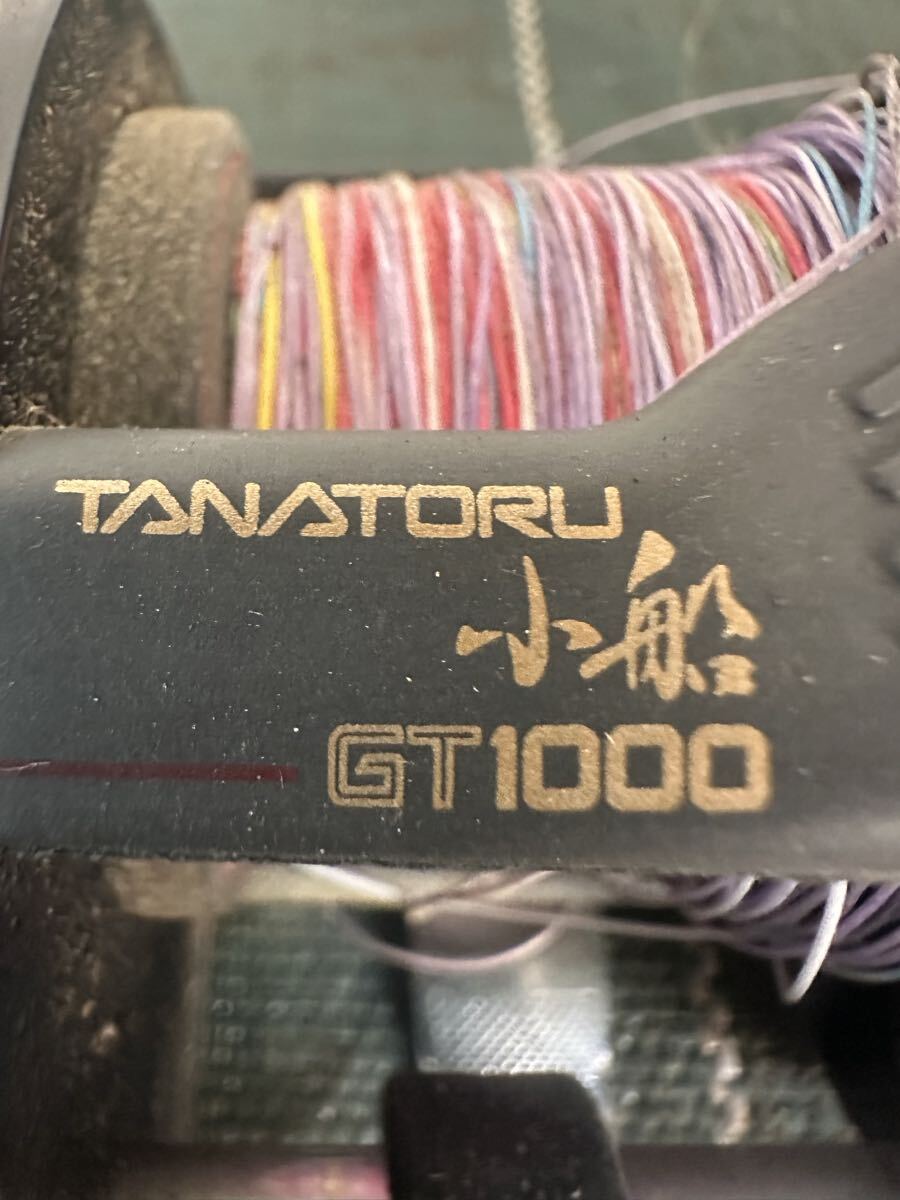 TANATORU
小船
GT1000